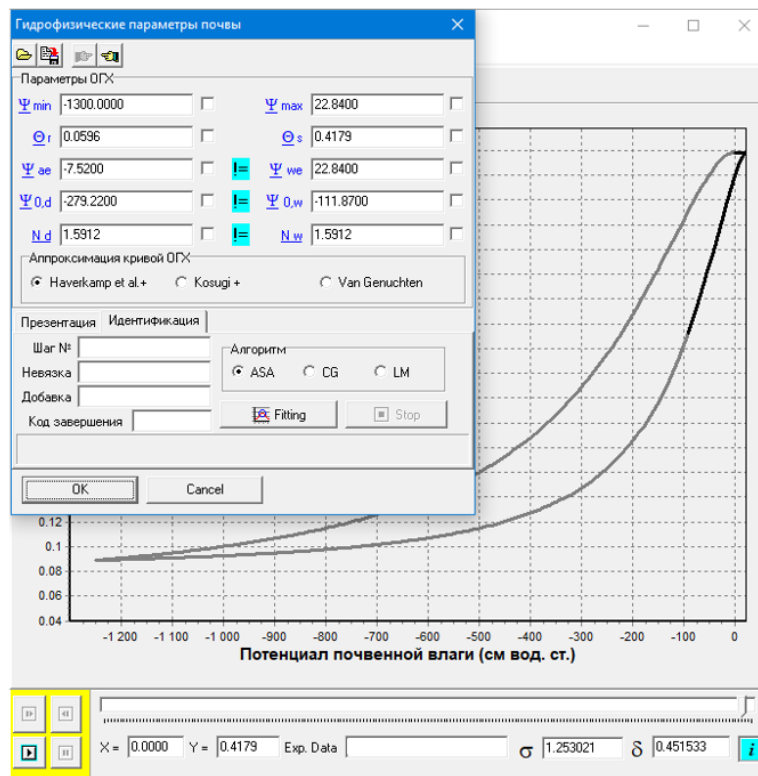 Гидрофизические параметры почвы
Параметры ОГХ
Ψ min -1300.0000 Ψ max 22.8400
Θ r 0.0596 Θ s 0.4179
Ψ ae -7.5200 != Ψ we 22.8400
Ψ 0,d -279.2200 != Ψ 0,w -111.8700
N d 1.5912 != N w 1.5912
Аппроксимация кривой ОГХ
Haverkamp et al.+ Kosugi + Van Genuchten
Презентация Идентификация
Шаг №
Алгоритм
Невязка ASA CG LM
Добавка
Код завершения Fitting Stop
OK Cancel
0.12
0.1
0.08
0.06
0.04
-1 200 -1 100 -1 000 -900 -800 -700 -600 -500 -400 -300 -200 -100 0
Потенциал почвенной влаги (см вод. ст.)
X = 0.0000 Y = 0.4179 Exp. Data σ 1.253021 δ 0.451533 i